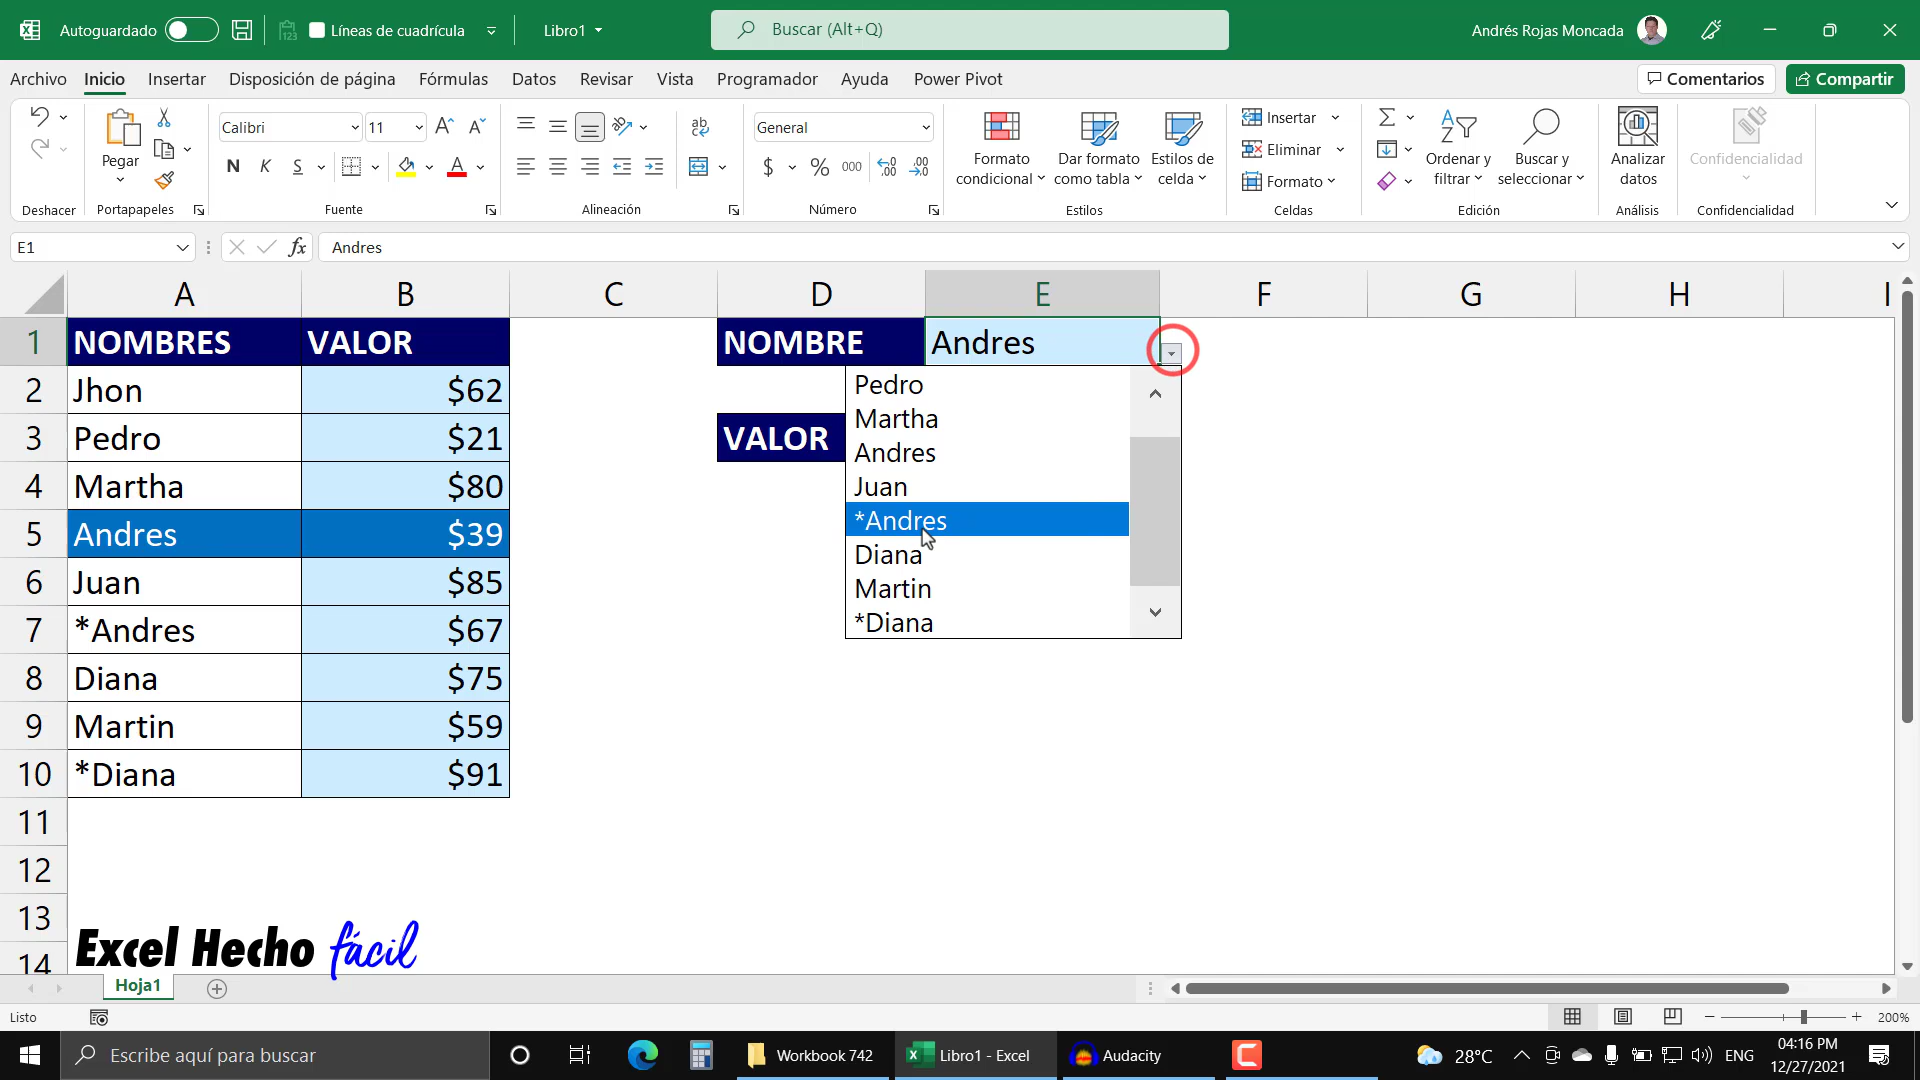 Autoguardado
Líneas de cuadrícula
Libro1
Buscar (Alt+Q)
Andrés Rojas Moncada
Archivo Inicio Insertar Disposición de página Fórmulas Datos Revisar Vista Programador Ayuda Power Pivot
Comentarios
Compartir
Pegar
Calibri
11
General
N K S
$ % 000
Formato condicional
Dar formato como tabla
Estilos de celda
Insertar
Eliminar
Formato
Ordenar y filtrar
Buscar y seleccionar
Analizar datos
Confidencialidad
Deshacer Portapapeles Fuente Alineación Número Estilos Celdas Edición Análisis Confidencialidad
E1
fx
Andres
A B C D E F G H I
1 NOMBRES VALOR NOMBRE Andres
2 Jhon $62
3 Pedro $21 VALOR
4 Martha $80
5 Andres $39
6 Juan $85
7 *Andres $67
8 Diana $75
9 Martin $59
10 *Diana $91
11
12
13
14
Pedro
Martha
Andres
Juan
*Andres
Diana
Martin
*Diana
Excel Hecho fácil
Hoja1
Listo
200%
Escribe aquí para buscar
Workbook 742
Libro1 - Excel
Audacity
28°C
ENG
04:16 PM
12/27/2021